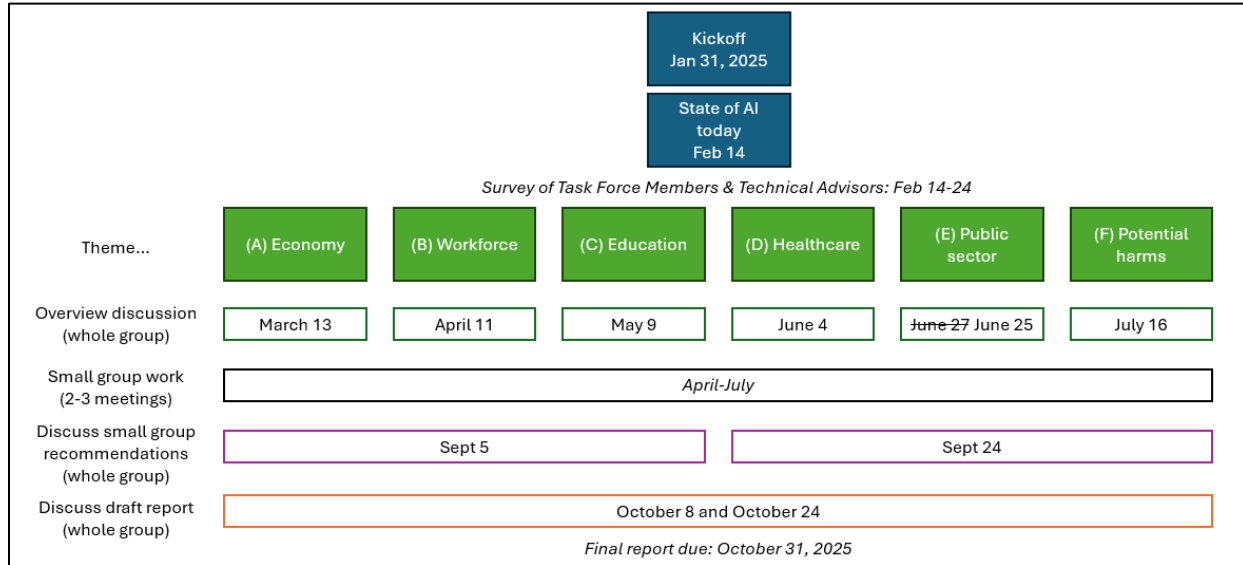 Kickoff
Jan 31, 2025
State of AI
today
Feb 14
Survey of Task Force Members & Technical Advisors: Feb 14-24
Theme...
(A) Economy
(B) Workforce
(C) Education
(D) Healthcare
(E) Public
sector
(F) Potential
harms
Overview discussion
(whole group)
March 13
April 11
May 9
June 4
June 27 June 25
July 16
Small group work
(2-3 meetings)
April-July
Discuss small group
recommendations
(whole group)
Sept 5
Sept 24
Discuss draft report
(whole group)
October 8 and October 24
Final report due: October 31, 2025